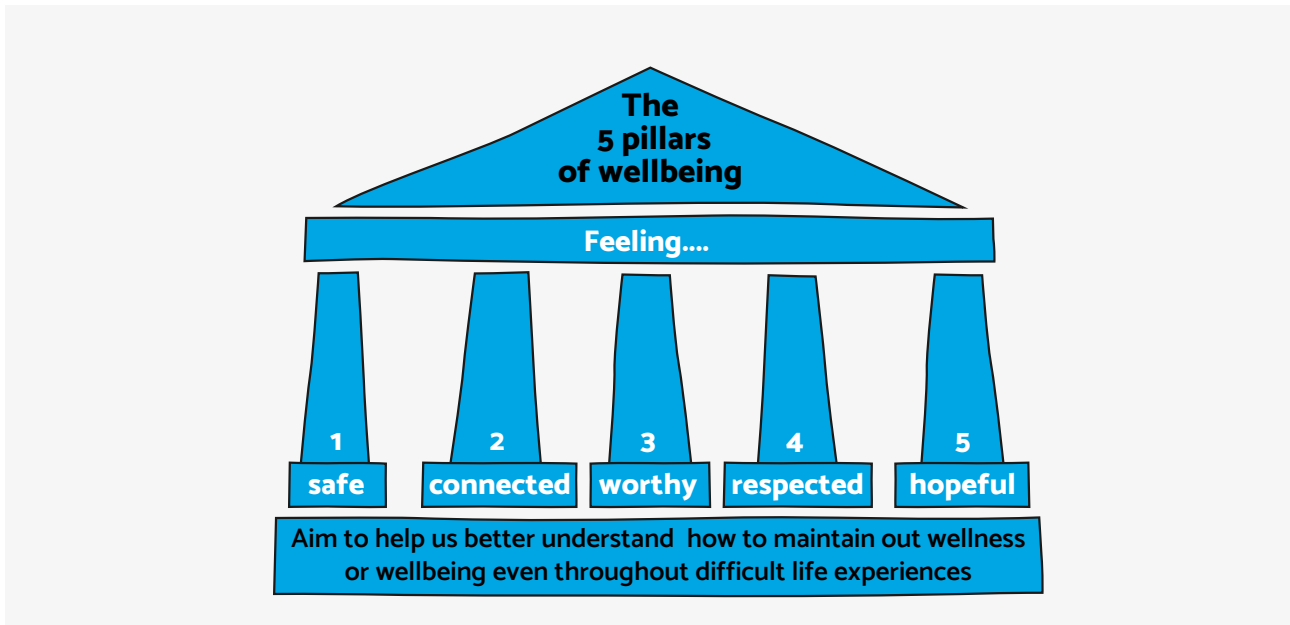 The
5 pillars
of wellbeing
Feeling....
1
safe
2
connected
3
worthy
4
respected
5
hopeful
Aim to help us better understand  how to maintain out wellness
or wellbeing even throughout difficult life experiences